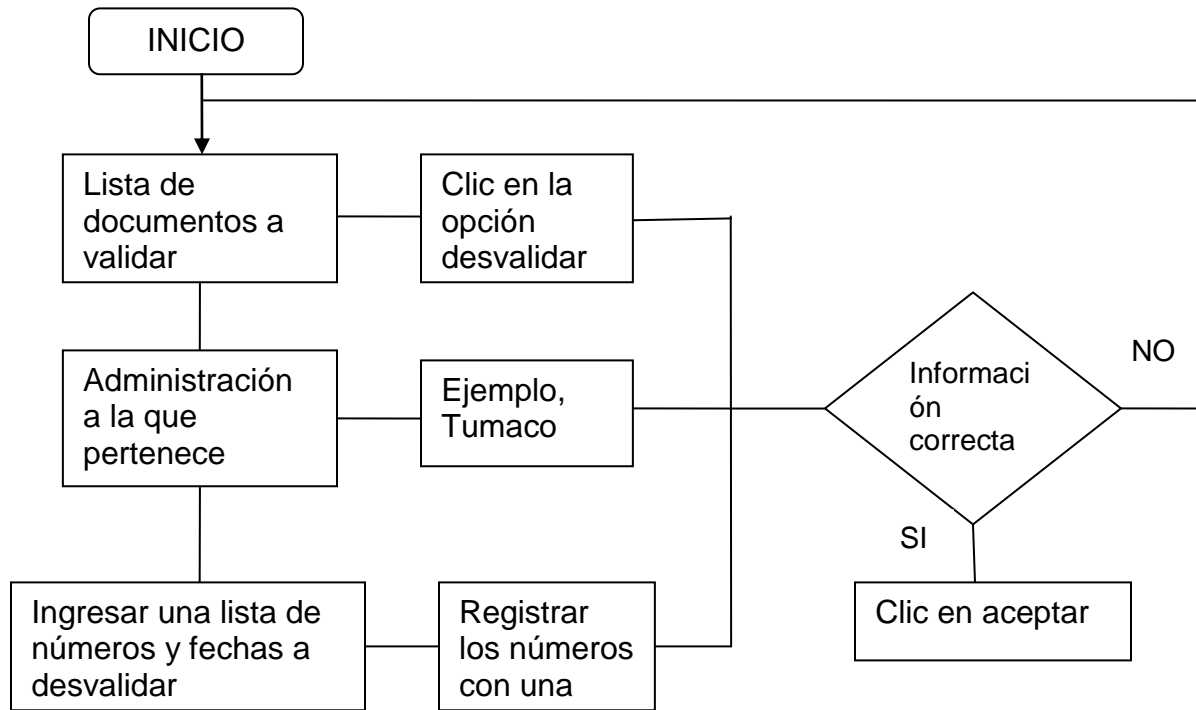 INICIO
Lista de
documentos a
validar
Clic en la
opción
desvalidar
Administración
a la que
pertenece
Ejemplo,
Tumaco
Informaci
ón
correcta
NO
SI
Ingresar una lista de
números y fechas a
desvalidar
Registrar
los números
con una
Clic en aceptar